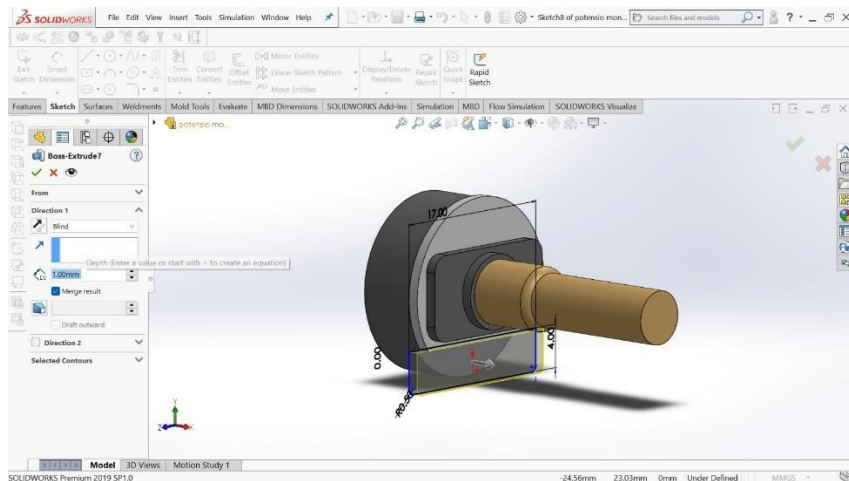 SOLIDWORKS File Edit View Insert Tools Simulation Window Help Sketch8 of potensio mon... Search files and models
Exit Sketch
Smart Dimension
Trim Entities
Convert Entities
Offset Entities
Mirror Entities
Linear Sketch Pattern
Move Entities
Display/Delete Relations
Repair Sketch
Quick Snaps
Rapid Sketch
Features Sketch Surfaces Weldments Mold Tools Evaluate MBD Dimensions SOLIDWORKS Add-Ins Simulation MBD Flow Simulation SOLIDWORKS Visualize
potensio mo...
Boss-Extrude7
From
Direction 1
Blind
Depth (Enter a value or start with = to create an equation)
1.00mm
Merge result
Draft outward
Direction 2
Selected Contours
17.00
4.00
0.00
R0.50
Y
Z
Model 3D Views Motion Study 1
SOLIDWORKS Premium 2019 SP1.0 -24.56mm 23.03mm 0mm Under Defined MMGS